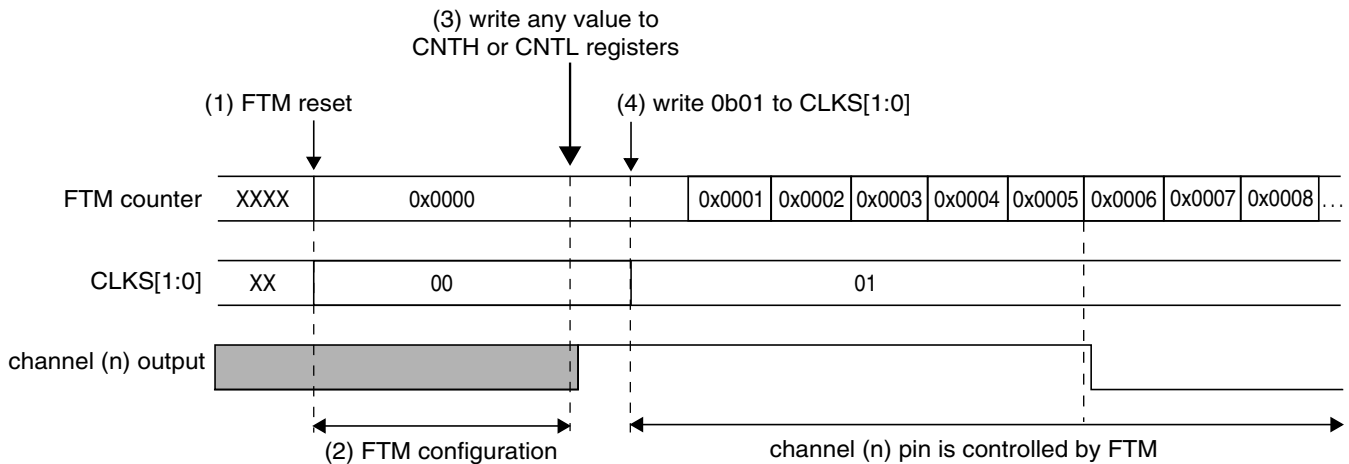 (3) write any value to
CNTH or CNTL registers
(1) FTM reset
(4) write 0b01 to CLKS[1:0]
FTM counter XXXX 0x0000 0x0001 0x0002 0x0003 0x0004 0x0005 0x0006 0x0007 0x0008 ...
CLKS[1:0] XX 00 01
channel (n) output
(2) FTM configuration channel (n) pin is controlled by FTM